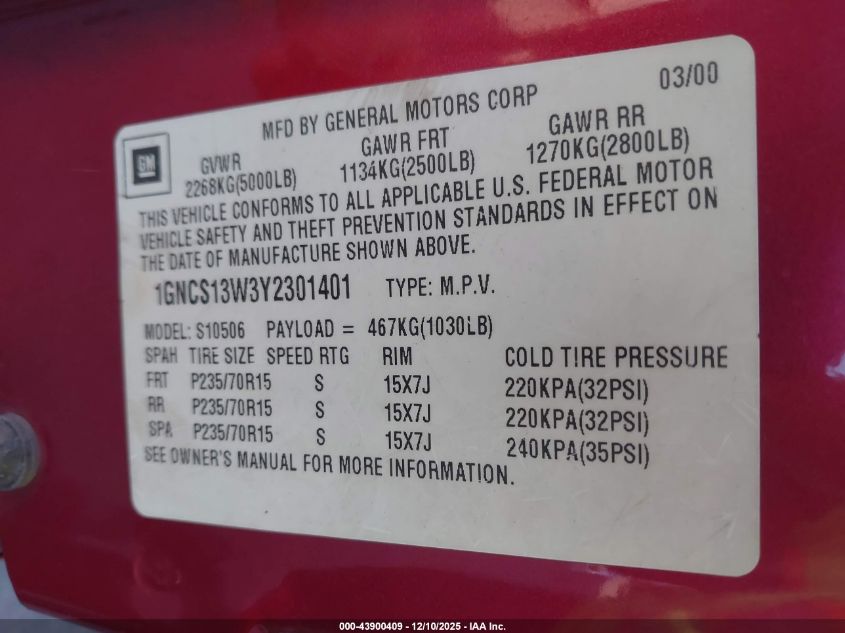 03/00
MFD BY GENERAL MOTORS CORP
GM
GVWR GAWR FRT GAWR RR
2268KG(5000LB) 1134KG(2500LB) 1270KG(2800LB)
THIS VEHICLE CONFORMS TO ALL APPLICABLE U.S. FEDERAL MOTOR
VEHICLE SAFETY AND THEFT PREVENTION STANDARDS IN EFFECT ON
THE DATE OF MANUFACTURE SHOWN ABOVE.
1GNCS13W3Y2301401 TYPE: M.P.V.
MODEL: S10506 PAYLOAD = 467KG(1030LB)
SPAH TIRE SIZE SPEED RTG RIM COLD TIRE PRESSURE
FRT P235/70R15 S 15X7J 220KPA(32PSI)
RR P235/70R15 S 15X7J 220KPA(32PSI)
SPA P235/70R15 S 15X7J 240KPA(35PSI)
SEE OWNER'S MANUAL FOR MORE INFORMATION.
000-43900409 - 12/10/2025 - IAA Inc.